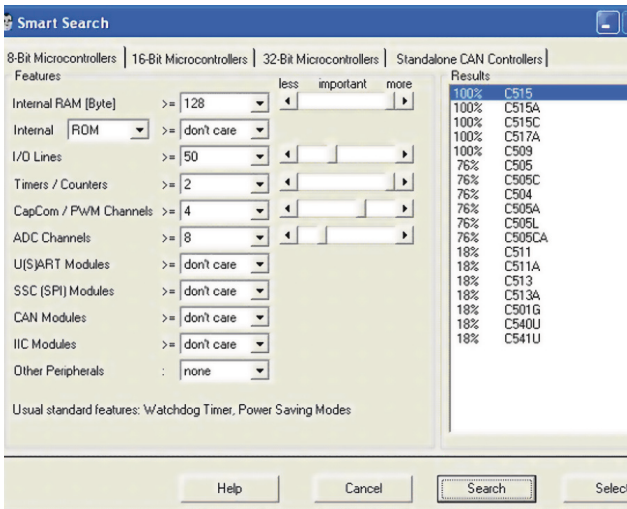 Smart Search
8-Bit Microcontrollers 16-Bit Microcontrollers 32-Bit Microcontrollers Standalone CAN Controllers
Features
less important more
Internal RAM [Byte] >= 128
Internal ROM >= don't care
I/O Lines >= 50
Timers / Counters >= 2
CapCom / PWM Channels >= 4
ADC Channels >= 8
U(S)ART Modules >= don't care
SSC (SPI) Modules >= don't care
CAN Modules >= don't care
IIC Modules >= don't care
Other Peripherals : none
Usual standard features: Watchdog Timer, Power Saving Modes
Results
100% C515
100% C515A
100% C515C
100% C517A
100% C509
76% C505
76% C505C
76% C504
76% C505A
76% C505L
76% C505CA
18% C511
18% C511A
18% C513
18% C513A
18% C501G
18% C540U
18% C541U
Help Cancel Search Select